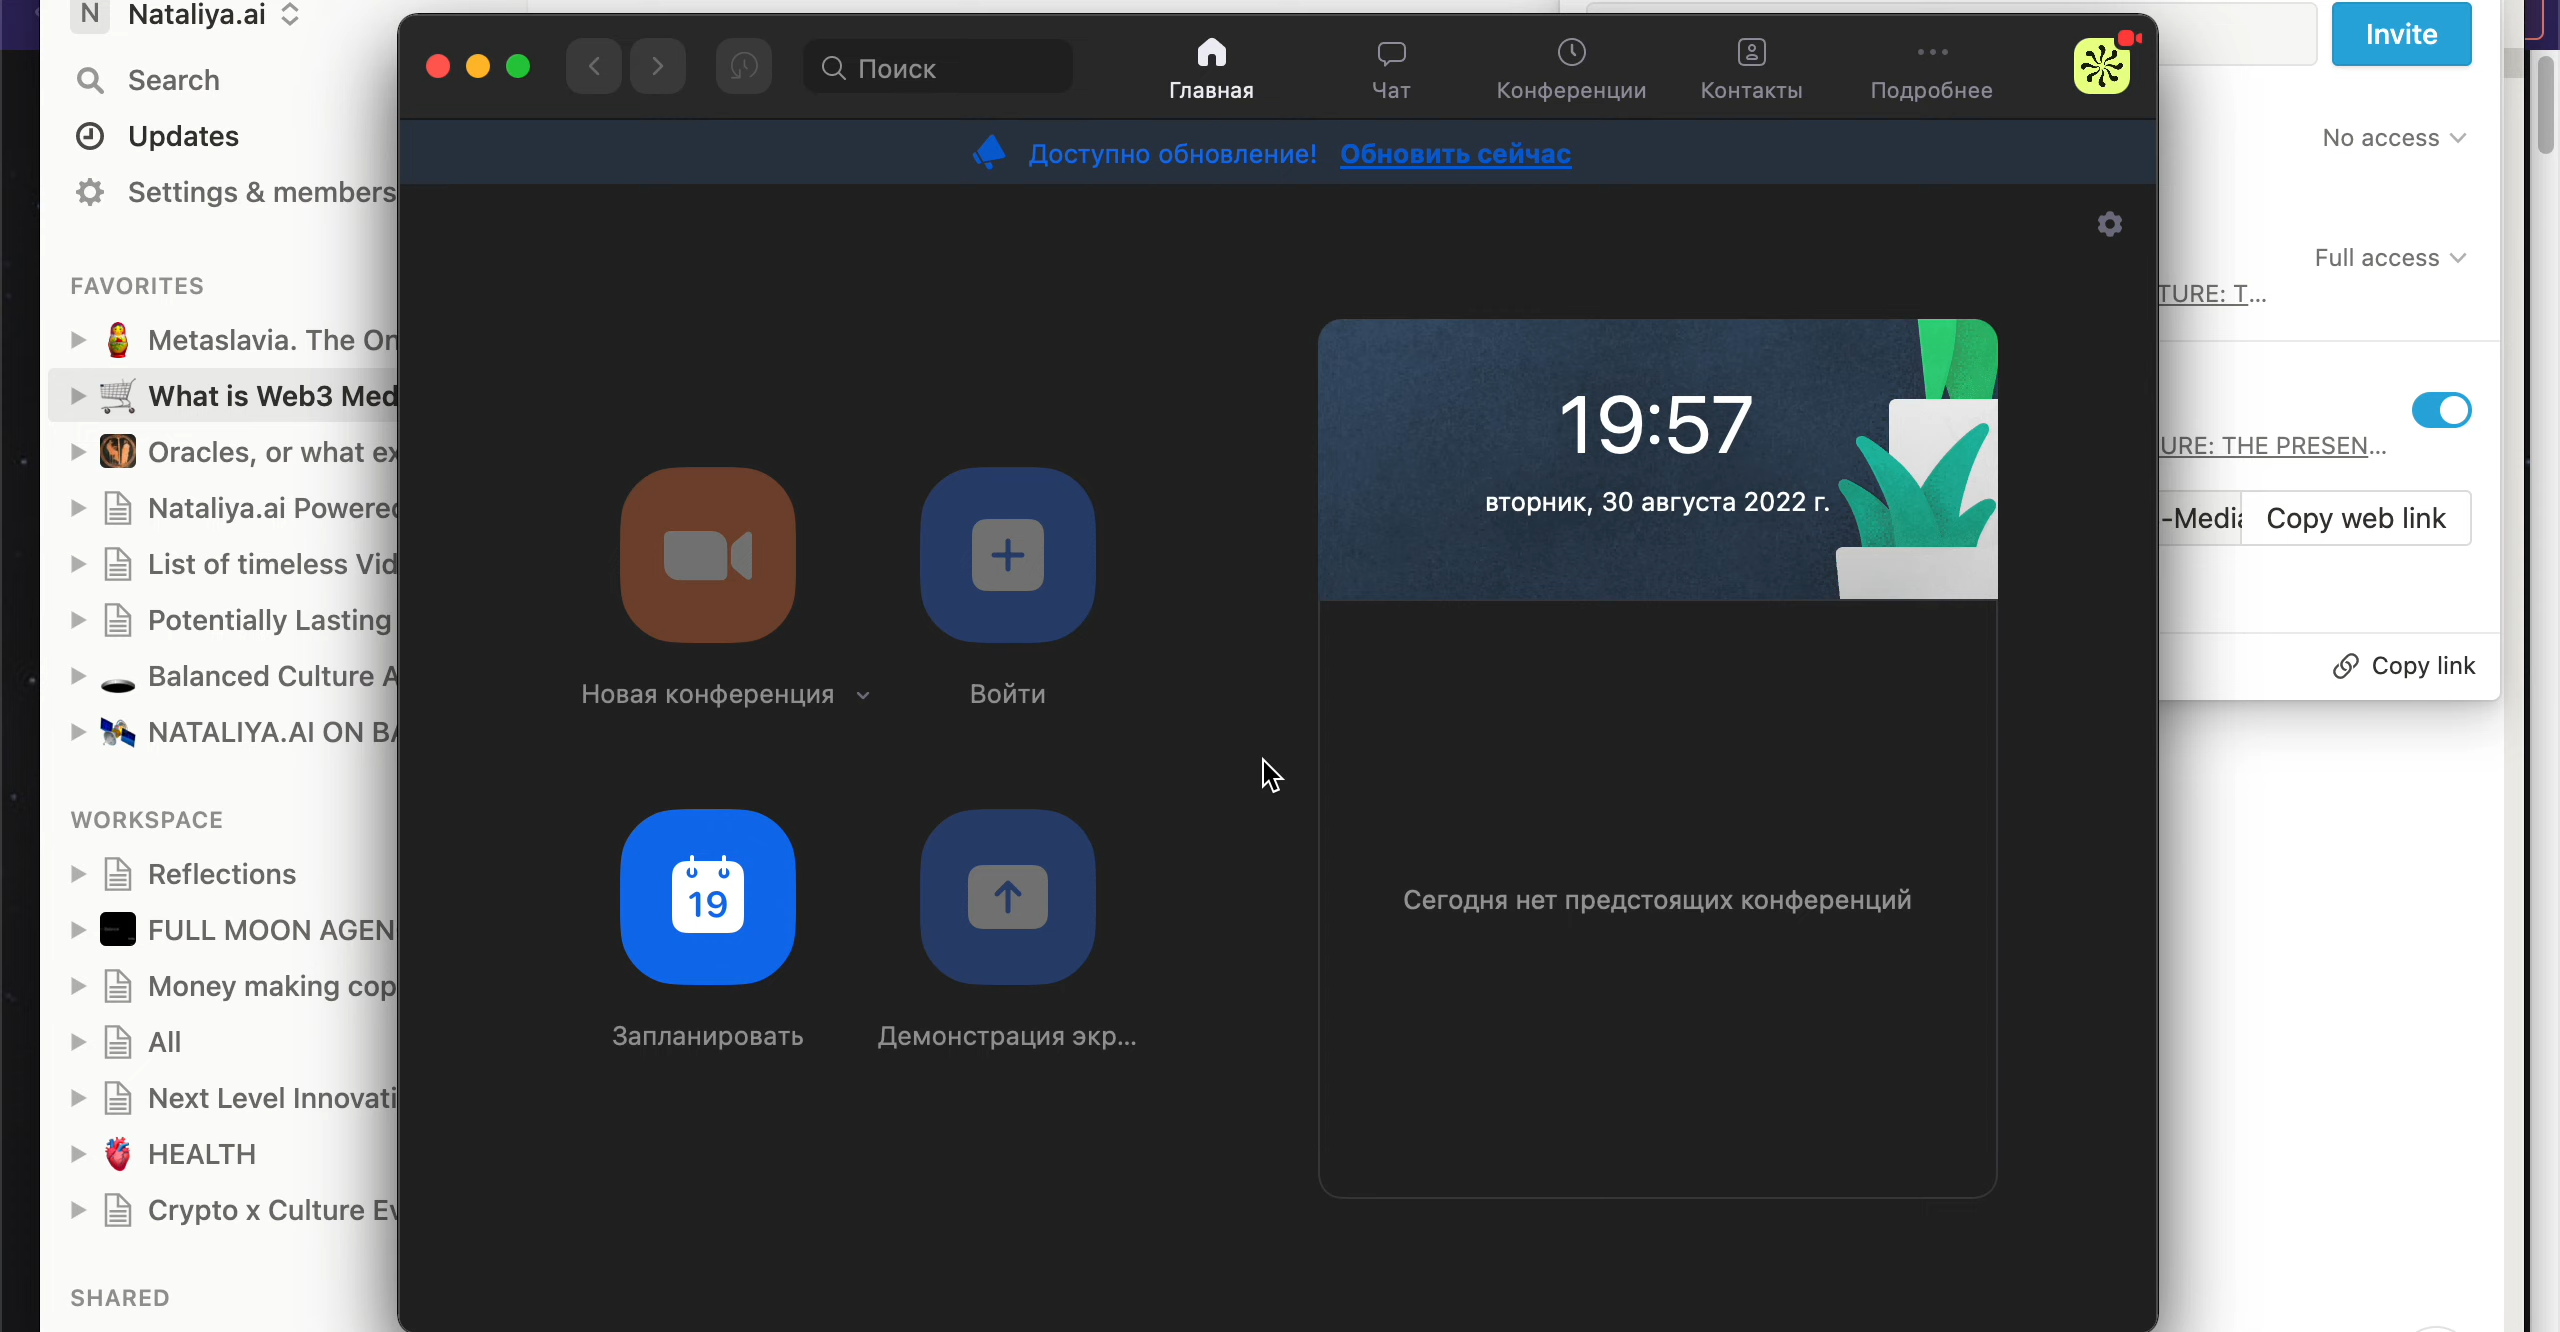 N Nataliya.ai
Search
Updates
Settings & members
FAVORITES
Metaslavia. The On
What is Web3 Med
Oracles, or what ex
Nataliya.ai Powered
List of timeless Vid
Potentially Lasting
Balanced Culture A
NATALIYA.AI ON BA
WORKSPACE
Reflections
FULL MOON AGEN
Money making cop
All
Next Level Innovati
HEALTH
Crypto x Culture Ev
SHARED
Поиск
Главная
Чат
Конференции
Контакты
Подробнее
Доступно обновление! Обновить сейчас
Новая конференция
Войти
19
Запланировать
Демонстрация экр...
19:57
вторник, 30 августа 2022 г.
Сегодня нет предстоящих конференций
Invite
No access
Full access
TURE: T...
URE: THE PRESEN...
-Media
Copy web link
Copy link